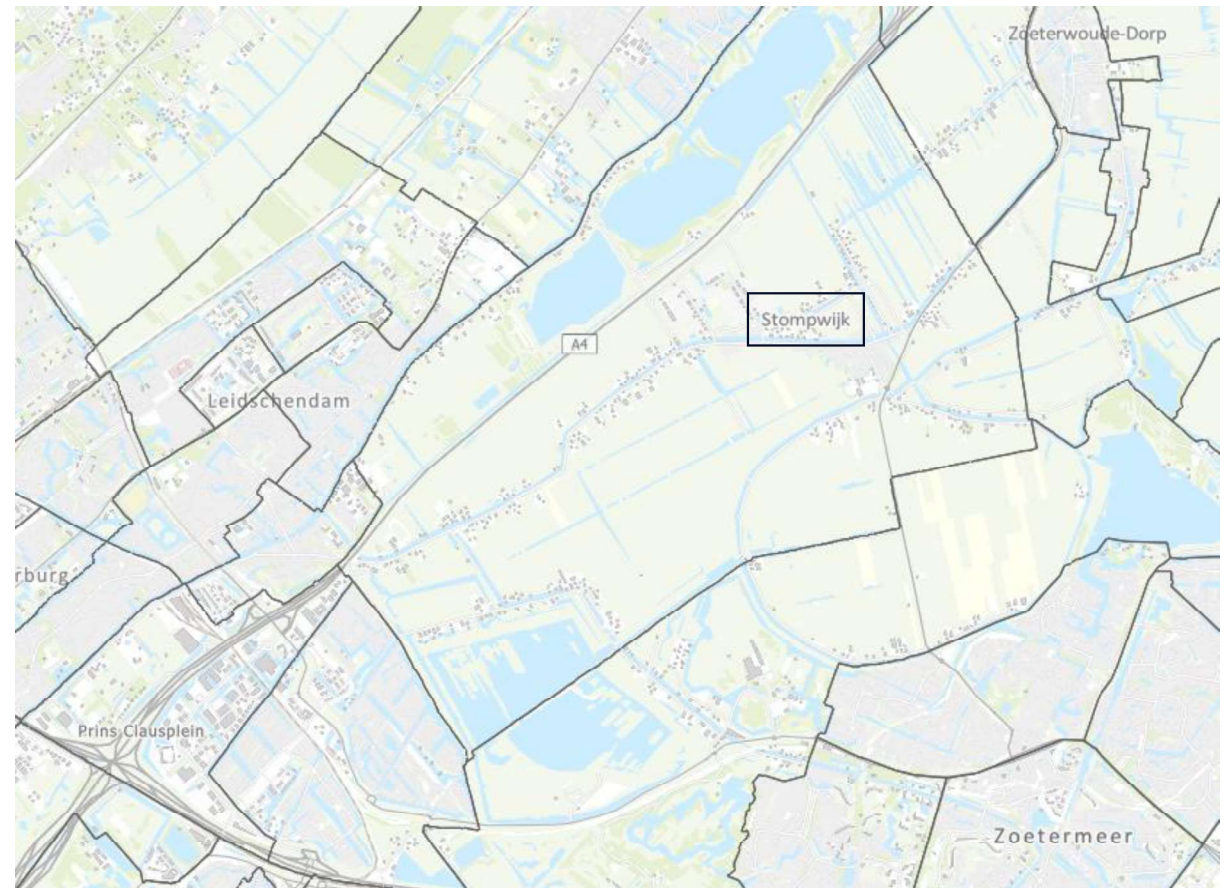 Zoeterwoude-Dorp
Stompwijk
A4
Leidschendam
rburg
Prins Clausplein
Zoetermeer